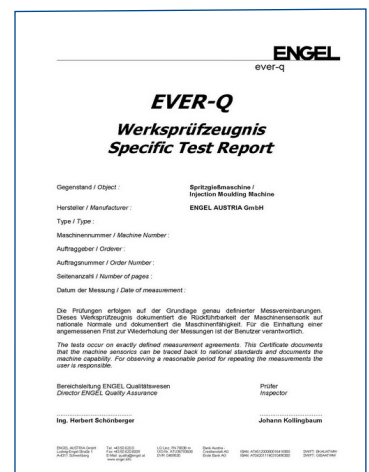 ENGEL
ever-q
EVER-Q
Werksprüfzeugnis
Specific Test Report
Gegenstand / Object : Spritzgießmaschine /
Injection Moulding Machine
Hersteller / Manufacturer : ENGEL AUSTRIA GmbH
Type / Type :
Maschinennummer / Machine Number :
Auftraggeber / Orderer :
Auftragsnummer / Order Number :
Seitenanzahl / Number of pages :
Datum der Messung / Date of measurement :
Die Prüfungen erfolgen auf der Grundlage genau definierter Messvereinbarungen.
Dieses Werksprüfzeugnis dokumentiert die Rückführbarkeit der Maschinensensorik auf
nationale Normale und dokumentiert die Maschinenfähigkeit. Für die Einhaltung einer
angemessenen Frist zur Wiederholung der Messungen ist der Benutzer verantwortlich.
The tests occur on exactly defined measurement agreements. This Certificate documents
that the machine sensorics can be traced back to national standards and documents the
machine capability. For observing a reasonable period for repeating the measurements the
user is responsible.
Bereichsleitung ENGEL Qualitätswesen Prüfer
Director ENGEL Quality Assurance Inspector
Ing. Herbert Schönberger Johann Kollingbaum
ENGEL AUSTRIA GmbH